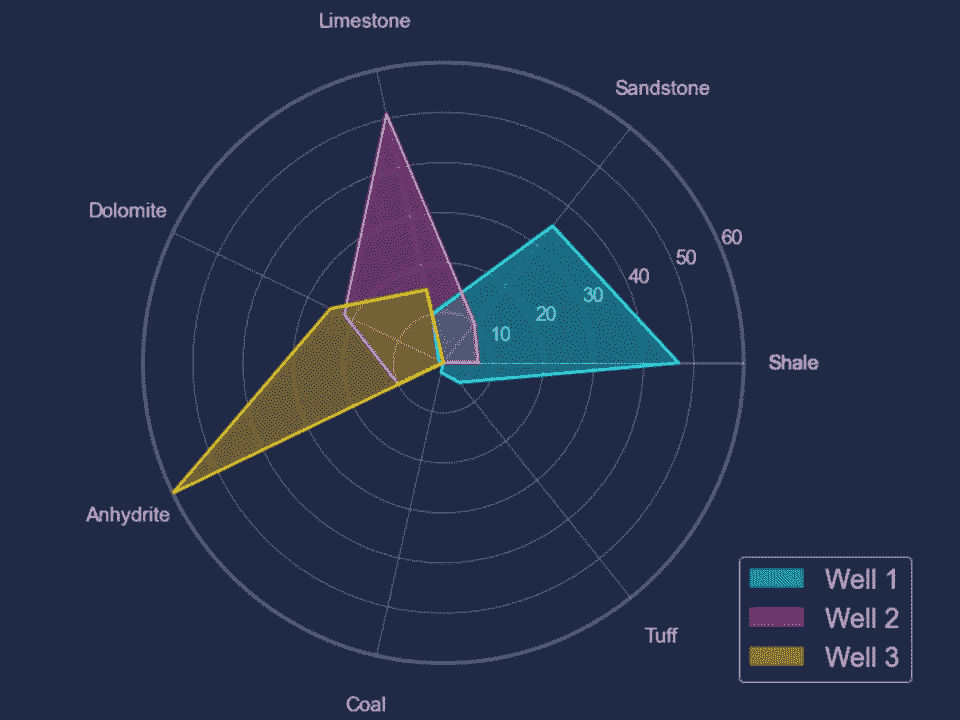 Limestone
Sandstone
Dolomite
60
50
40
30
20
10
Shale
Anhydrite
Well 1
Well 2
Well 3
Tuff
Coal